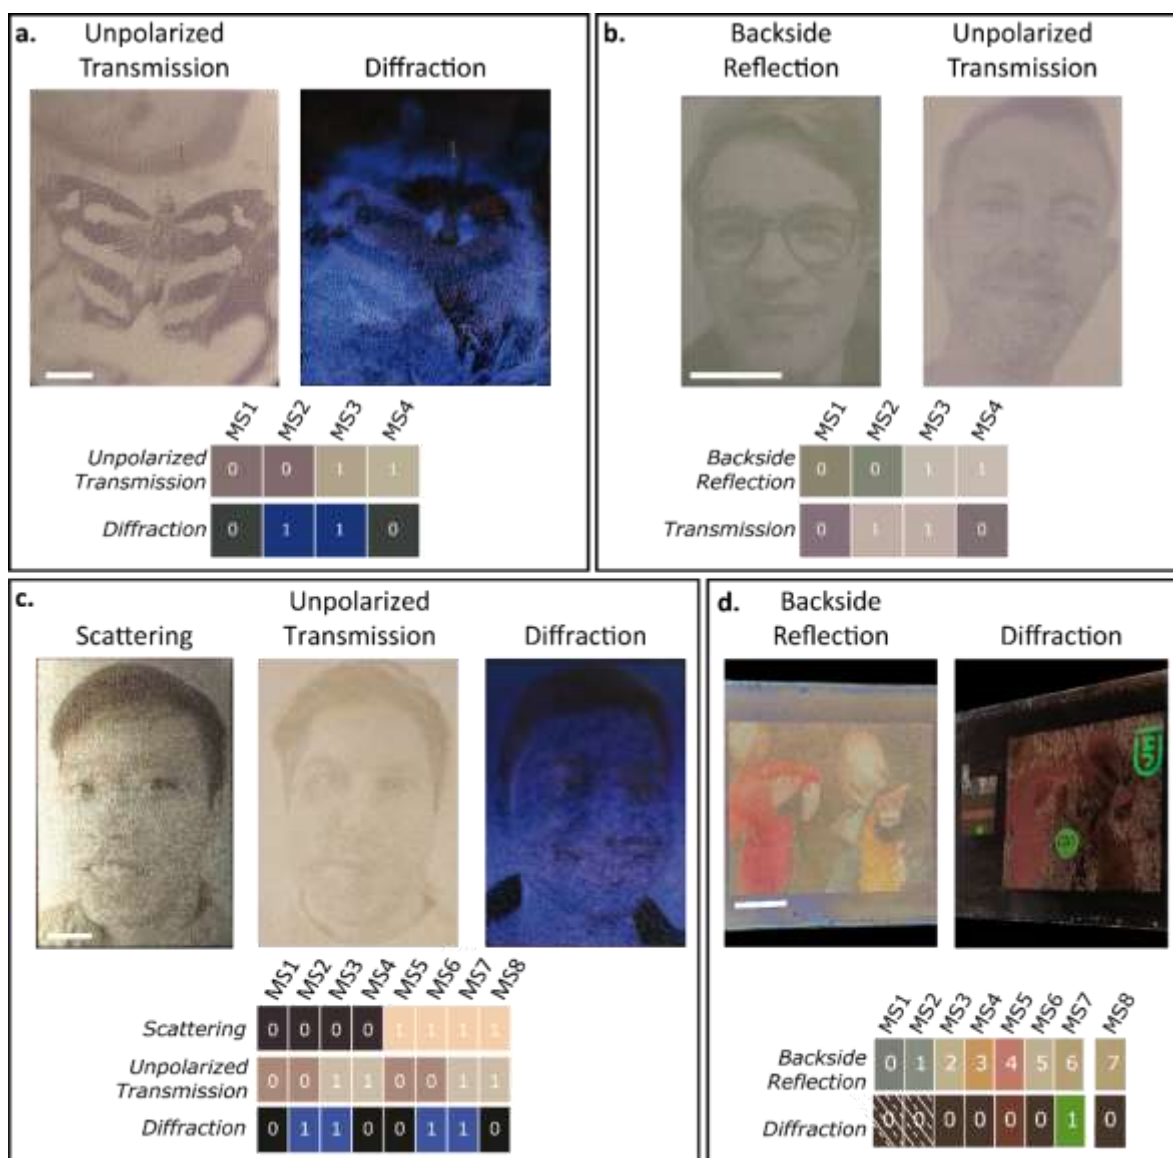 a.
Unpolarized
Transmission
Diffraction
MS1 MS2 MS3 MS4
Unpolarized
Transmission
0 0 1 1
Diffraction
0 1 1 0
b.
Backside
Reflection
Unpolarized
Transmission
MS1 MS2 MS3 MS4
Backside
Reflection
0 0 1 1
Transmission
0 1 1 0
c.
Scattering
Unpolarized
Transmission
Diffraction
MS1 MS2 MS3 MS4 MS5 MS6 MS7 MS8
Scattering
0 0 0 0 1 1 1 1
Unpolarized
Transmission
0 0 1 1 0 0 1 1
Diffraction
0 1 1 0 0 1 1 0
d.
Backside
Reflection
Diffraction
MS1 MS2 MS3 MS4 MS5 MS6 MS7 MS8
Backside
Reflection
0 1 2 3 4 5 6 7
Diffraction
0 0 0 0 0 0 1 0